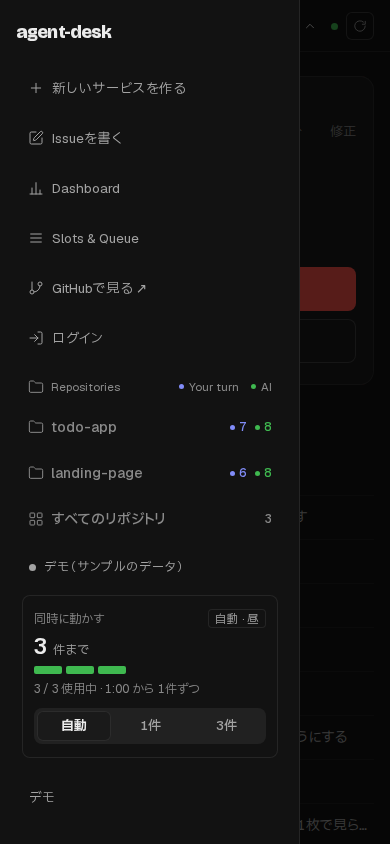 agent-desk
新しいサービスを作る
Issueを書く
Dashboard
Slots & Queue
GitHubで見る ↗
ログイン
Repositories Your turn AI
todo-app 7 8
landing-page 6 8
すべてのリポジトリ 3
デモ（サンプルのデータ）
同時に動かす 自動 · 昼
3 件まで
3 / 3 使用中 · 1:00 から 1件ずつ
自動 1件 3件
デモ
修正
す
うにする
1枚で見ら…